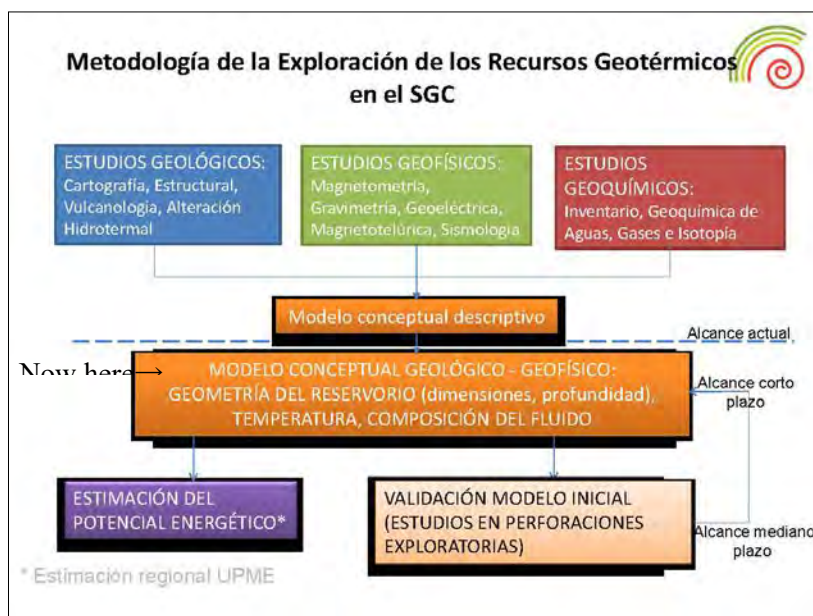 Metodología de la Exploración de los Recursos Geotérmicos
en el SGC
ESTUDIOS GEOLÓGICOS:
Cartografía, Estructural,
Vulcanologia, Alteración
Hidrotermal
ESTUDIOS GEOFÍSICOS:
Magnetometría,
Gravimetría, Geoeléctrica,
Magnetotelúrica, Sismologia
ESTUDIOS
GEOQUÍMICOS:
Inventario, Geoquímica de
Aguas, Gases e Isotopía
Modelo conceptual descriptivo
Alcance actual
Now here→
MODELO CONCEPTUAL GEOLÓGICO - GEOFÍSICO:
GEOMETRÍA DEL RESERVORIO (dimensiones, profundidad),
TEMPERATURA, COMPOSICIÓN DEL FLUIDO
Alcance corto
plazo
ESTIMACIÓN DEL
POTENCIAL ENERGÉTICO*
VALIDACIÓN MODELO INICIAL
(ESTUDIOS EN PERFORACIONES
EXPLORATORIAS)
Alcance mediano
plazo
* Estimación regional UPME